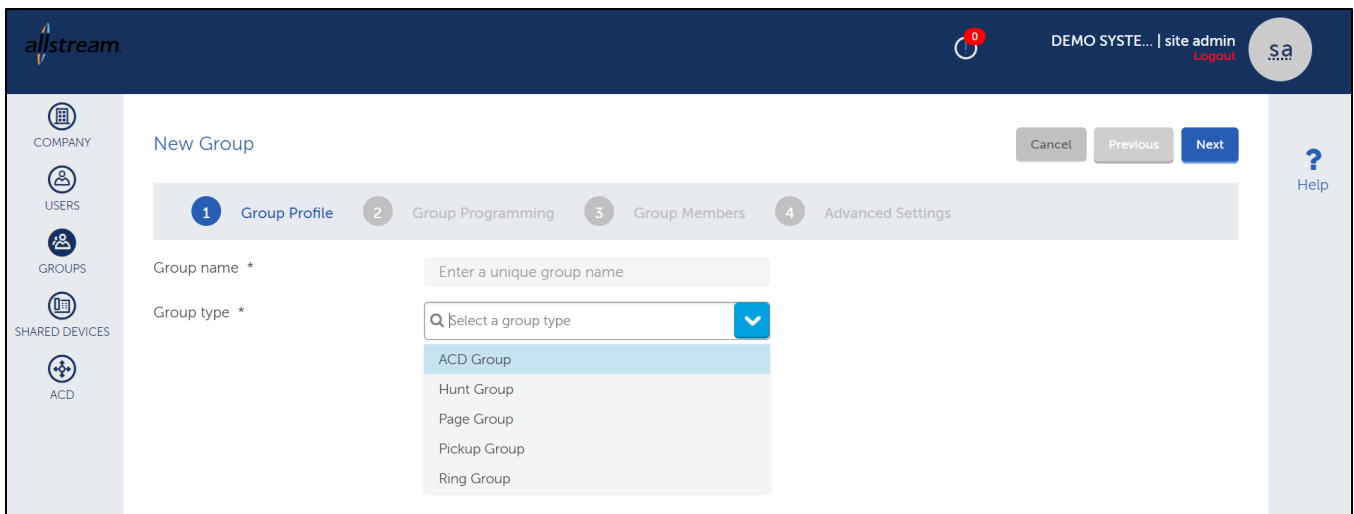 allstream.
0
DEMO SYSTE... | site admin
Logout
sa
COMPANY
USERS
GROUPS
SHARED DEVICES
ACD
New Group
Cancel
Previous
Next
1 Group Profile 2 Group Programming 3 Group Members 4 Advanced Settings
Group name * Enter a unique group name
Group type * Select a group type
ACD Group
Hunt Group
Page Group
Pickup Group
Ring Group
?
Help